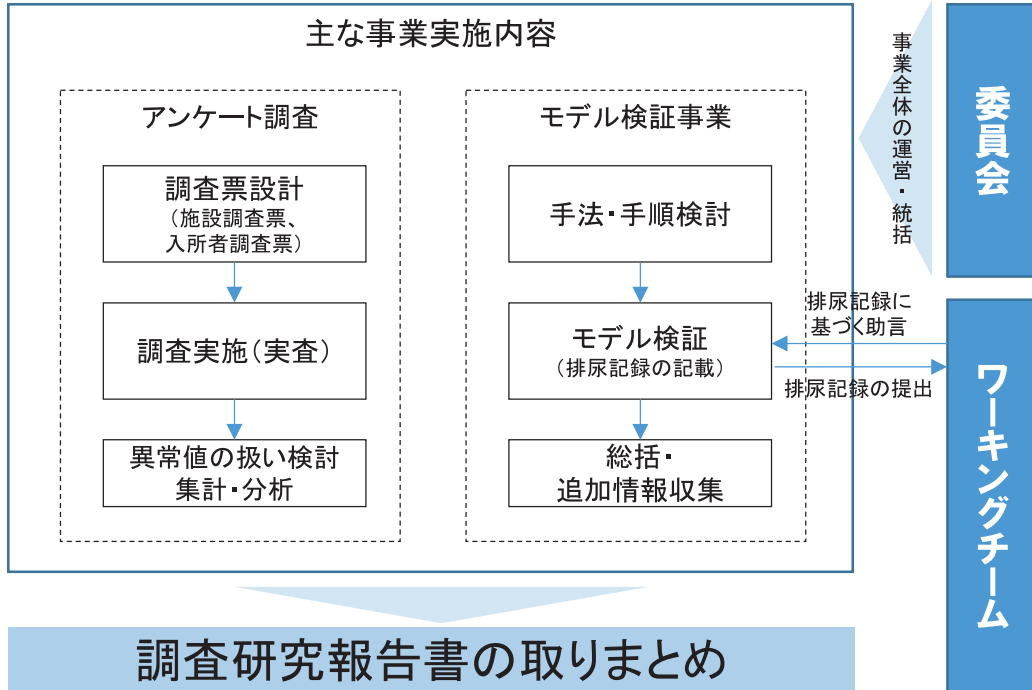 主な事業実施内容
アンケート調査
調査票設計
（施設調査票、
入所者調査票）
調査実施（実査）
異常値の扱い検討
集計・分析
モデル検証事業
手法・手順検討
モデル検証
（排尿記録の記載）
総括・
追加情報収集
事業全体の運営・統括
委員会
排尿記録に
基づく助言
排尿記録の提出
ワーキングチーム
調査研究報告書の取りまとめ